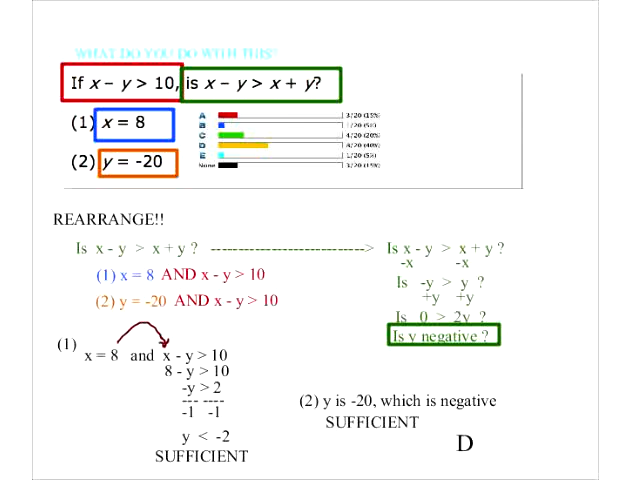 WHAT DO YOU DO WITH THIS?
If x – y > 10, is x – y > x + y?
(1) x = 8
(2) y = -20
A 3/20 (15%)
B 1/20 (5%)
C 4/20 (20%)
D 8/20 (40%)
E 1/20 (5%)
None 3/20 (15%)
REARRANGE!!
Is x - y > x + y ? ----------------------------> Is x - y > x + y ?
-x -x
(1) x = 8 AND x - y > 10
Is -y > y ?
+y +y
(2) y = -20 AND x - y > 10
Is 0 > 2y ?
Is y negative ?
(1)
x = 8 and x - y > 10
8 - y > 10
-y > 2
--- ----
-1 -1
y < -2
SUFFICIENT
(2) y is -20, which is negative
SUFFICIENT
D